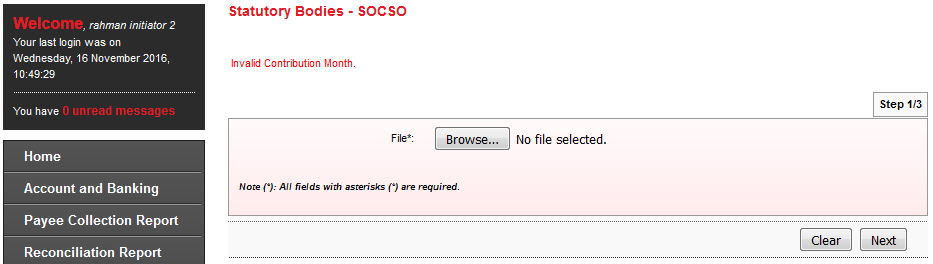 Welcome, rahman initiator 2
Your last login was on
Wednesday, 16 November 2016,
10:49:29
You have 0 unread messages
Home
Account and Banking
Payee Collection Report
Reconciliation Report
Statutory Bodies - SOCSO
Invalid Contribution Month.
Step 1/3
File*: Browse... No file selected.
Note (*): All fields with asterisks (*) are required.
Clear Next